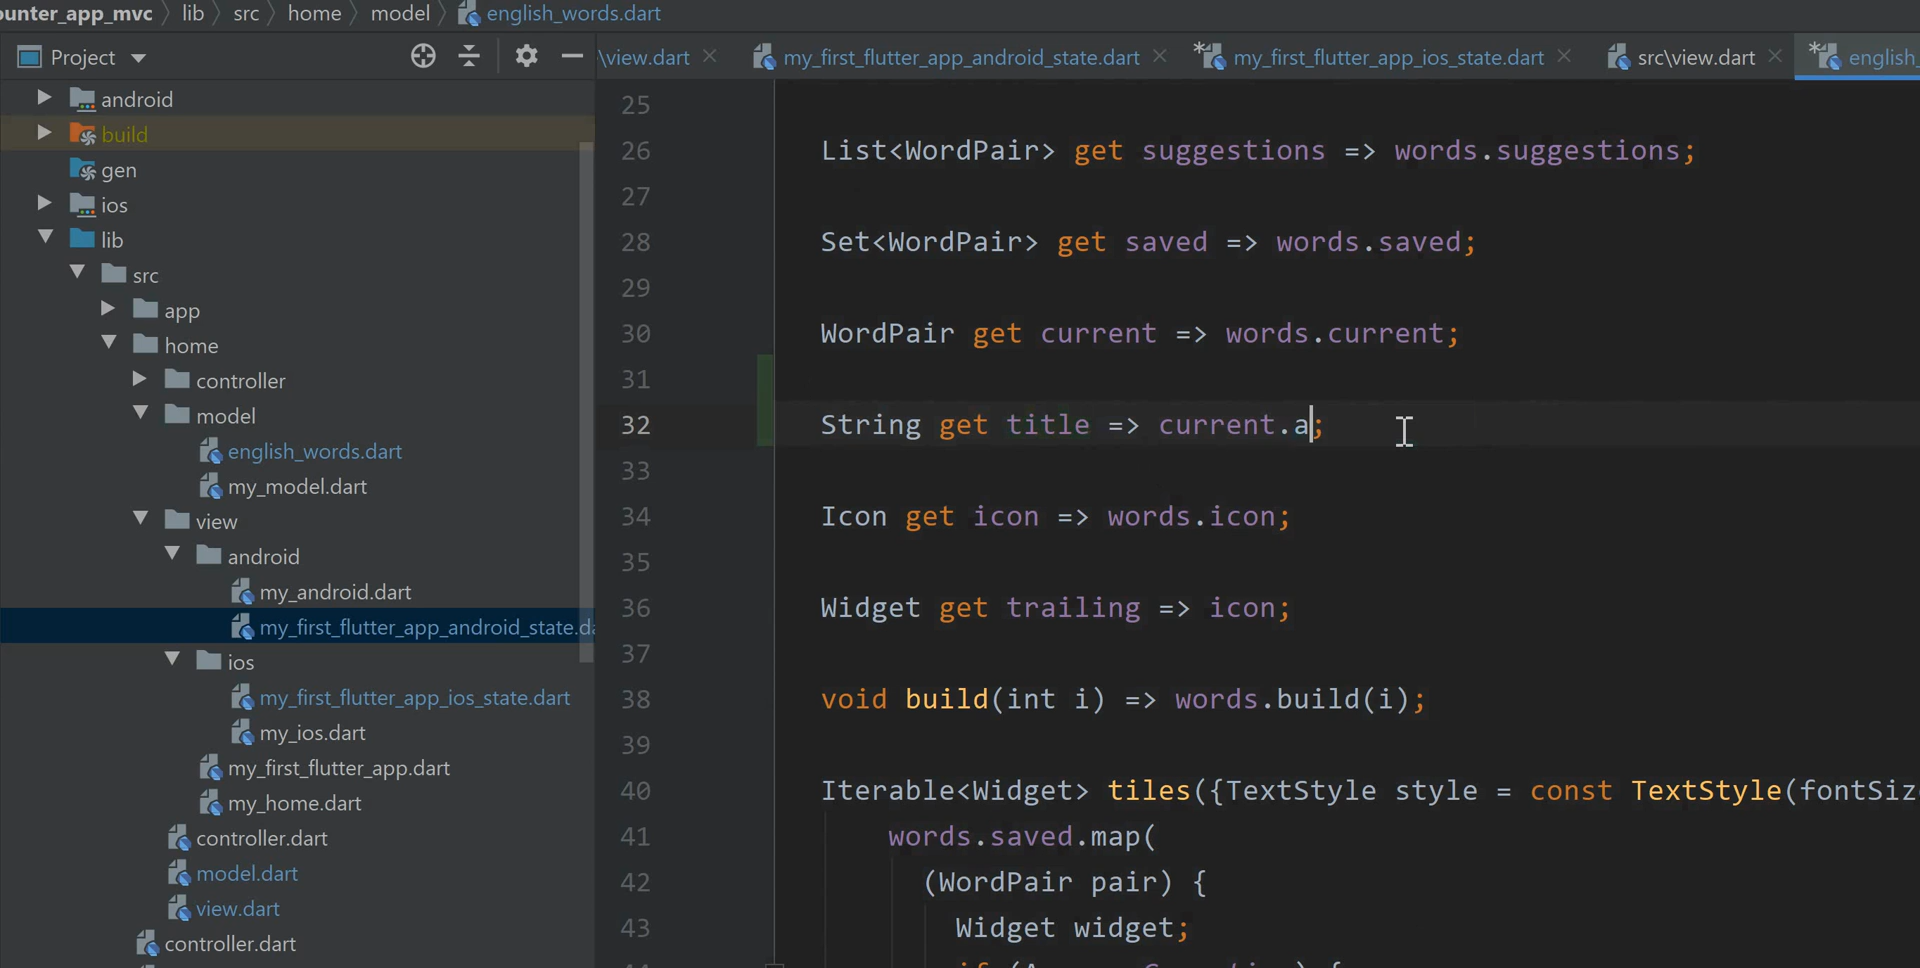 ounter_app_mvc lib src home model english_words.dart
Project
\view.dart my_first_flutter_app_android_state.dart *my_first_flutter_app_ios_state.dart src\view.dart *english_
android
build
gen
ios
lib
src
app
home
controller
model
english_words.dart
my_model.dart
view
android
my_android.dart
my_first_flutter_app_android_state.da
ios
my_first_flutter_app_ios_state.dart
my_ios.dart
my_first_flutter_app.dart
my_home.dart
controller.dart
model.dart
view.dart
controller.dart
25
26 List<WordPair> get suggestions => words.suggestions;
27
28 Set<WordPair> get saved => words.saved;
29
30 WordPair get current => words.current;
31
32 String get title => current.a;
33
34 Icon get icon => words.icon;
35
36 Widget get trailing => icon;
37
38 void build(int i) => words.build(i);
39
40 Iterable<Widget> tiles({TextStyle style = const TextStyle(fontSiz
41 words.saved.map(
42 (WordPair pair) {
43 Widget widget;